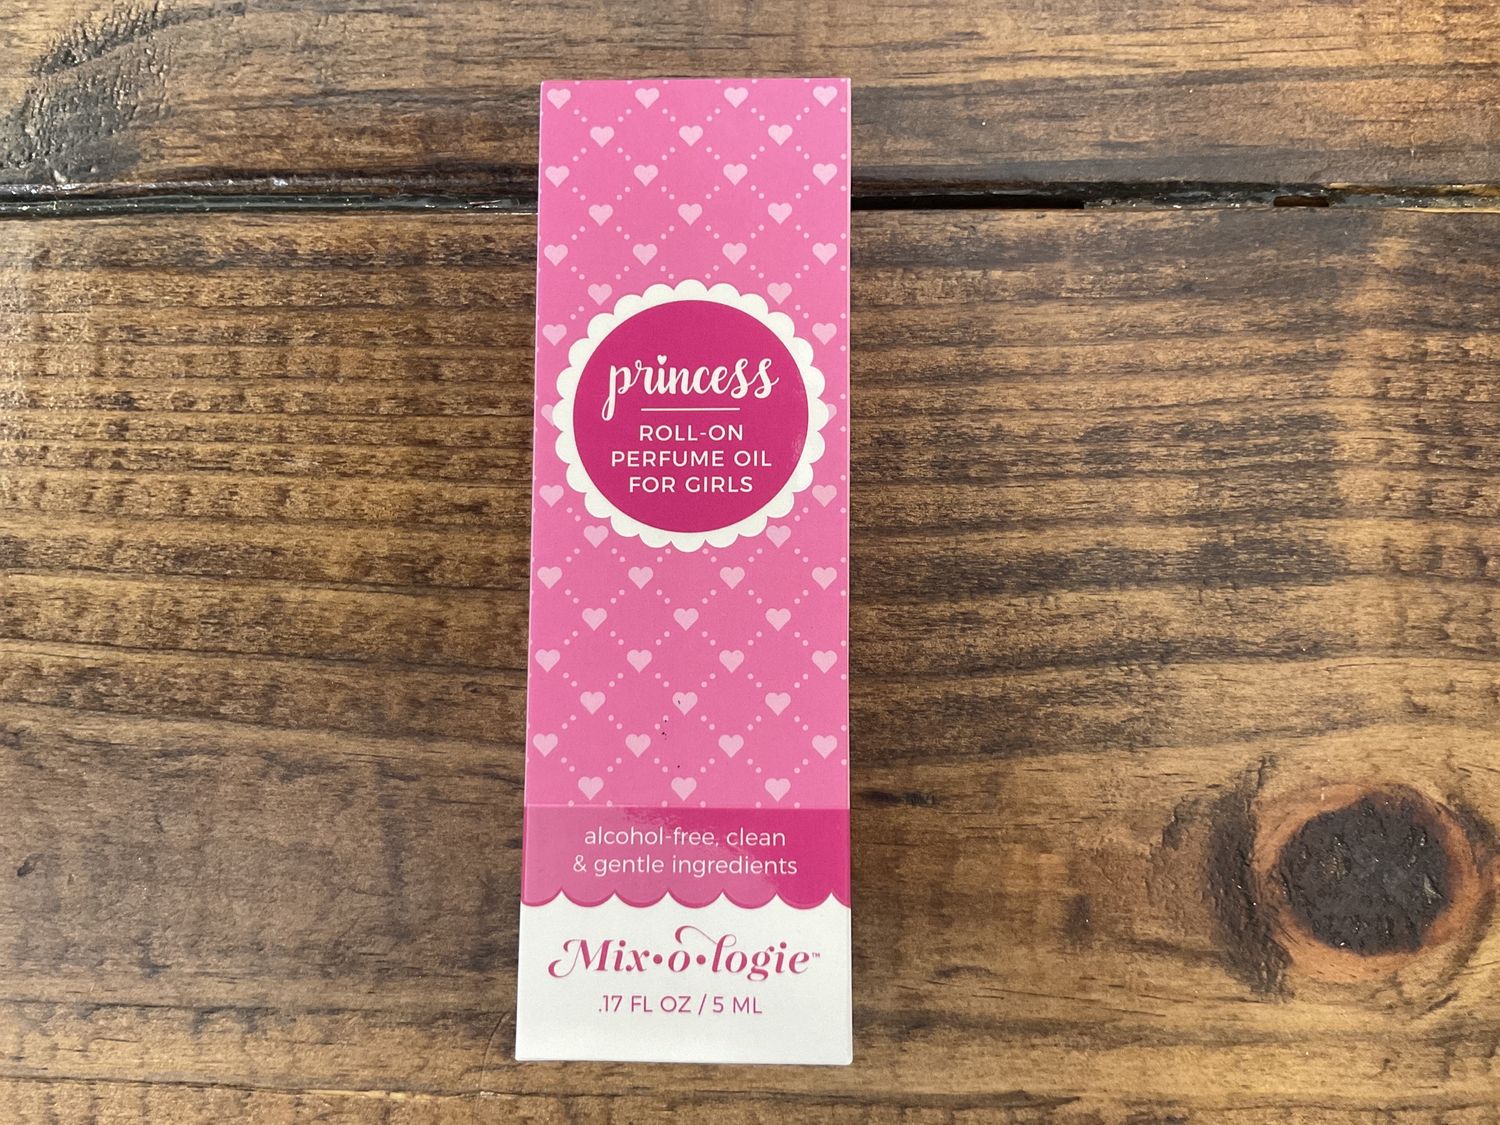 princess
ROLL-ON
PERFUME OIL
FOR GIRLS
alcohol-free, clean
& gentle ingredients
Mix•o•logie™
.17 FL OZ / 5 ML